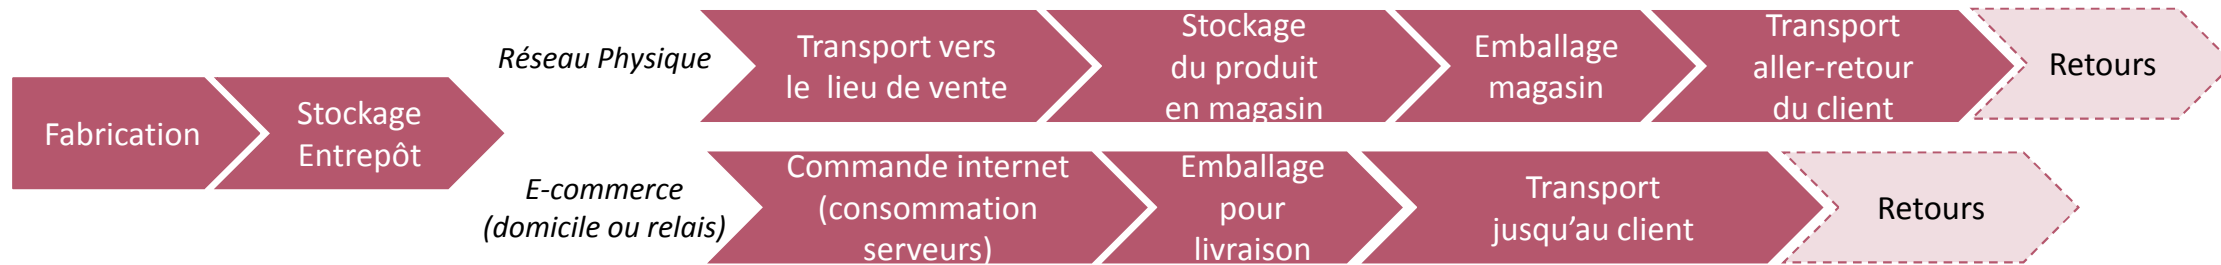 Fabrication
Stockage
Entrepôt
Réseau Physique
Transport vers
le lieu de vente
Stockage
du produit
en magasin
Emballage
magasin
Transport
aller-retour
du client
Retours
E-commerce
(domicile ou relais)
Commande internet
(consommation
serveurs)
Emballage
pour
livraison
Transport
jusqu'au client
Retours